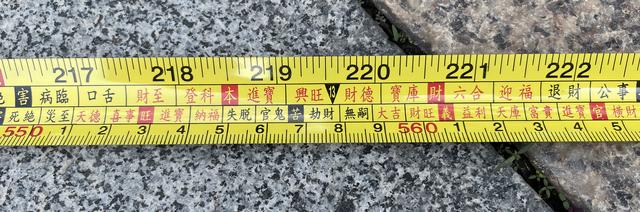 217 218 219 220 221 222
害 病臨 口舌 財至 登科 本 進寶 興旺 13 財德 寶庫 財 六合 迎福 退財 公事
死絶 災至 天德 喜事 旺 進寶 納福 失脱 官鬼 苦 劫財 無嗣 大吉 財旺 義 益利 天庫 富貴 進寶 官 橫財
550 1 2 3 4 5 6 7 8 9 560 1 2 3 4